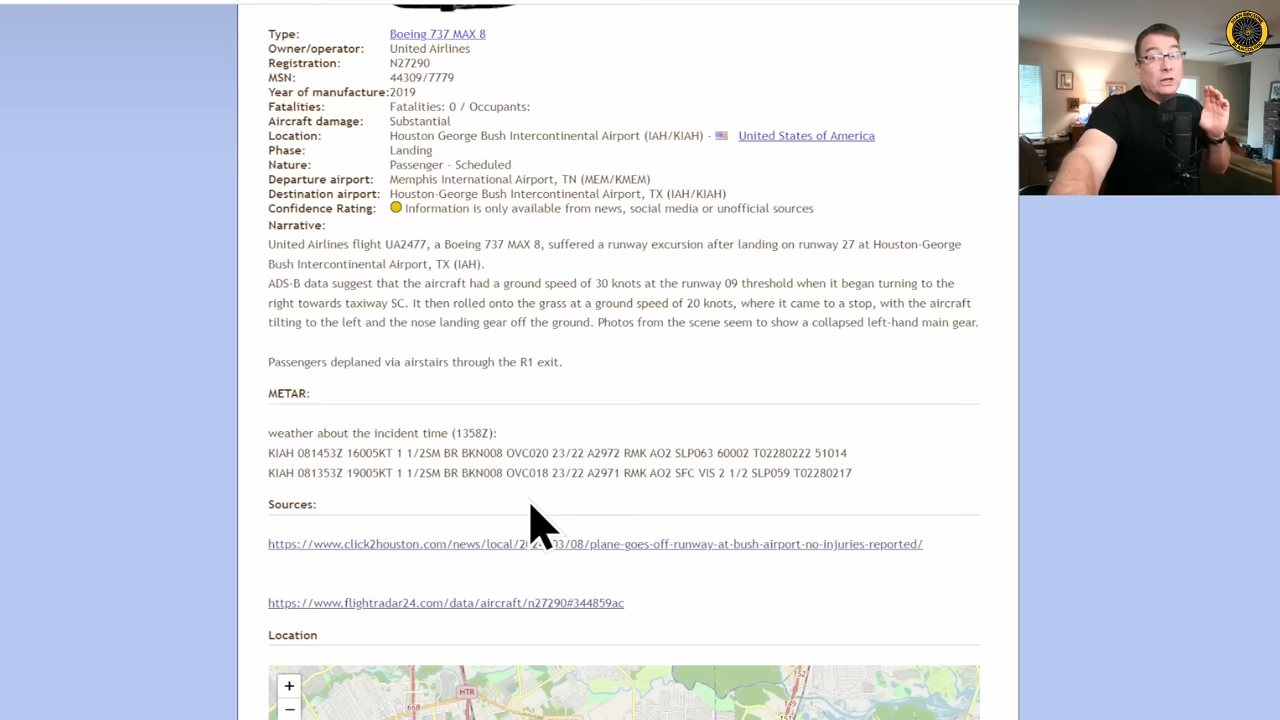 Type: Boeing 737 MAX 8
Owner/operator: United Airlines
Registration: N27290
MSN: 44309/7779
Year of manufacture: 2019
Fatalities: Fatalities: 0 / Occupants:
Aircraft damage: Substantial
Location: Houston George Bush Intercontinental Airport (IAH/KIAH) - United States of America
Phase: Landing
Nature: Passenger - Scheduled
Departure airport: Memphis International Airport, TN (MEM/KMEM)
Destination airport: Houston-George Bush Intercontinental Airport, TX (IAH/KIAH)
Confidence Rating: Information is only available from news, social media or unofficial sources
Narrative:
United Airlines flight UA2477, a Boeing 737 MAX 8, suffered a runway excursion after landing on runway 27 at Houston-George
Bush Intercontinental Airport, TX (IAH).
ADS-B data suggest that the aircraft had a ground speed of 30 knots at the runway 09 threshold when it began turning to the
right towards taxiway SC. It then rolled onto the grass at a ground speed of 20 knots, where it came to a stop, with the aircraft
tilting to the left and the nose landing gear off the ground. Photos from the scene seem to show a collapsed left-hand main gear.
Passengers deplaned via airstairs through the R1 exit.
METAR:
weather about the incident time (1358Z):
KIAH 081453Z 16005KT 1 1/2SM BR BKN008 OVC020 23/22 A2972 RMK AO2 SLP063 60002 T02280222 51014
KIAH 081353Z 19005KT 1 1/2SM BR BKN008 OVC018 23/22 A2971 RMK AO2 SFC VIS 2 1/2 SLP059 T02280217
Sources:
https://www.click2houston.com/news/local/2024/03/08/plane-goes-off-runway-at-bush-airport-no-injuries-reported/
https://www.flightradar24.com/data/aircraft/n27290#344859ac
Location
+
−
HTR
668
152
149